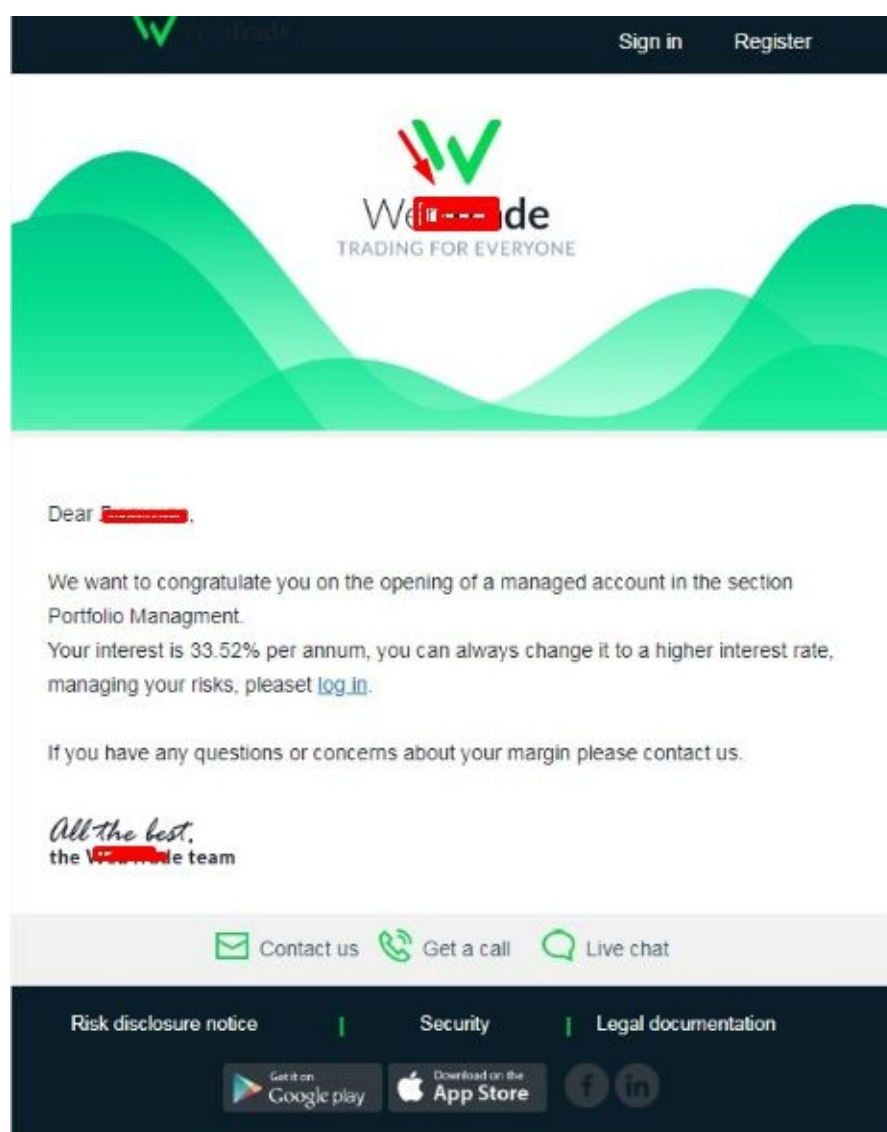 Sign in Register
TRADING FOR EVERYONE
Dear
We want to congratulate you on the opening of a managed account in the section
Portfolio Managment.
Your interest is 33.52% per annum, you can always change it to a higher interest rate,
managing your risks, pleaset log in.
If you have any questions or concerns about your margin please contact us.
All the best,
the team
Contact us Get a call Live chat
Risk disclosure notice | Security | Legal documentation
Get it on
Google play
Download on the
App Store
f in